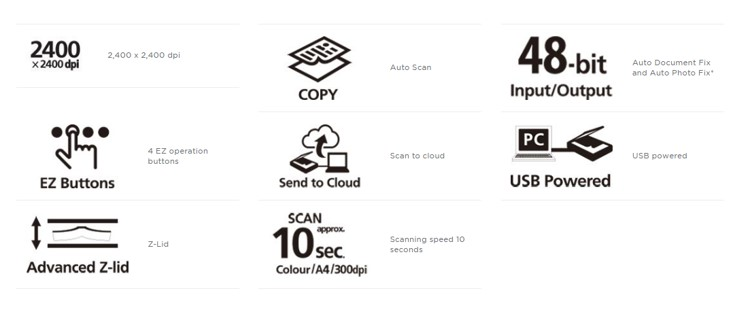 2400
x 2400 dpi
2,400 x 2,400 dpi
COPY
Auto Scan
48-bit
Input/Output
Auto Document Fix
and Auto Photo Fix*
EZ Buttons
4 EZ operation
buttons
Send to Cloud
Scan to cloud
PC
USB Powered
USB powered
Advanced Z-lid
Z-Lid
SCAN
approx.
10 sec.
Colour/A4/300dpi
Scanning speed 10
seconds